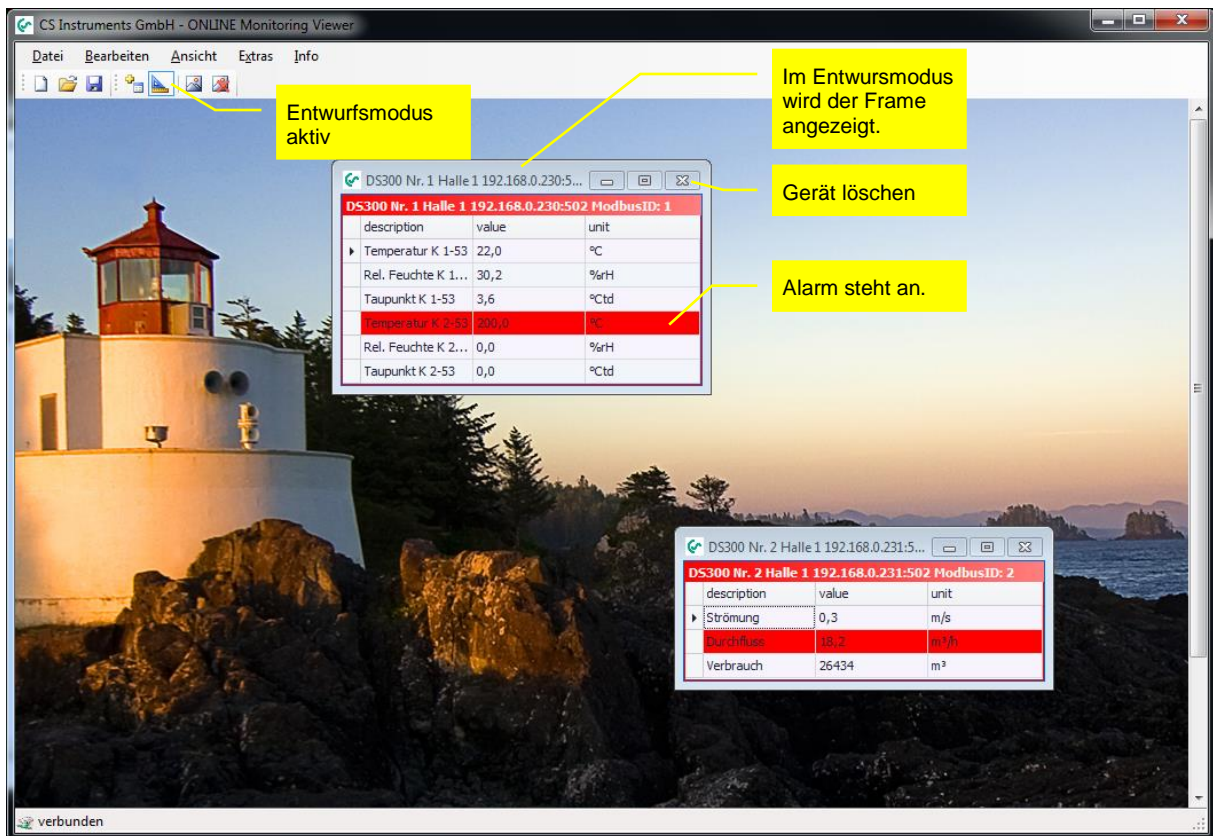 CS Instruments GmbH - ONLINE Monitoring Viewer
Datei Bearbeiten Ansicht Extras Info
Entwurfsmodus
aktiv
Im Entwursmodus
wird der Frame
angezeigt.
Gerät löschen
Alarm steht an.
DS300 Nr. 1 Halle 1 192.168.0.230:5...
DS300 Nr. 1 Halle 1 192.168.0.230:502 ModbusID: 1
description value unit
Temperatur K 1-53 22,0 °C
Rel. Feuchte K 1... 30,2 %rH
Taupunkt K 1-53 3,6 °Ctd
Temperatur K 2-53 200,0 °C
Rel. Feuchte K 2... 0,0 %rH
Taupunkt K 2-53 0,0 °Ctd
DS300 Nr. 2 Halle 1 192.168.0.231:5...
DS300 Nr. 2 Halle 1 192.168.0.231:502 ModbusID: 2
description value unit
Strömung 0,3 m/s
Durchfluss 18,2 m³/h
Verbrauch 26434 m³
verbunden